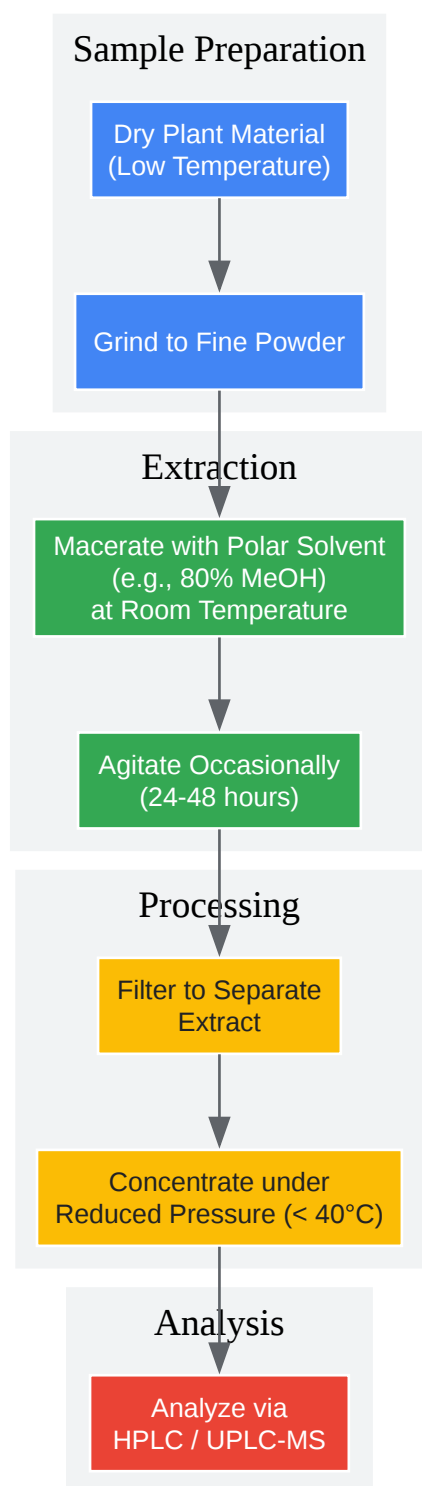 Sample Preparation
Dry Plant Material
(Low Temperature)
Grind to Fine Powder
Extraction
Macerate with Polar Solvent
(e.g., 80% MeOH)
at Room Temperature
Agitate Occasionally
(24-48 hours)
Processing
Filter to Separate
Extract
Concentrate under
Reduced Pressure (< 40°C)
Analysis
Analyze via
HPLC / UPLC-MS